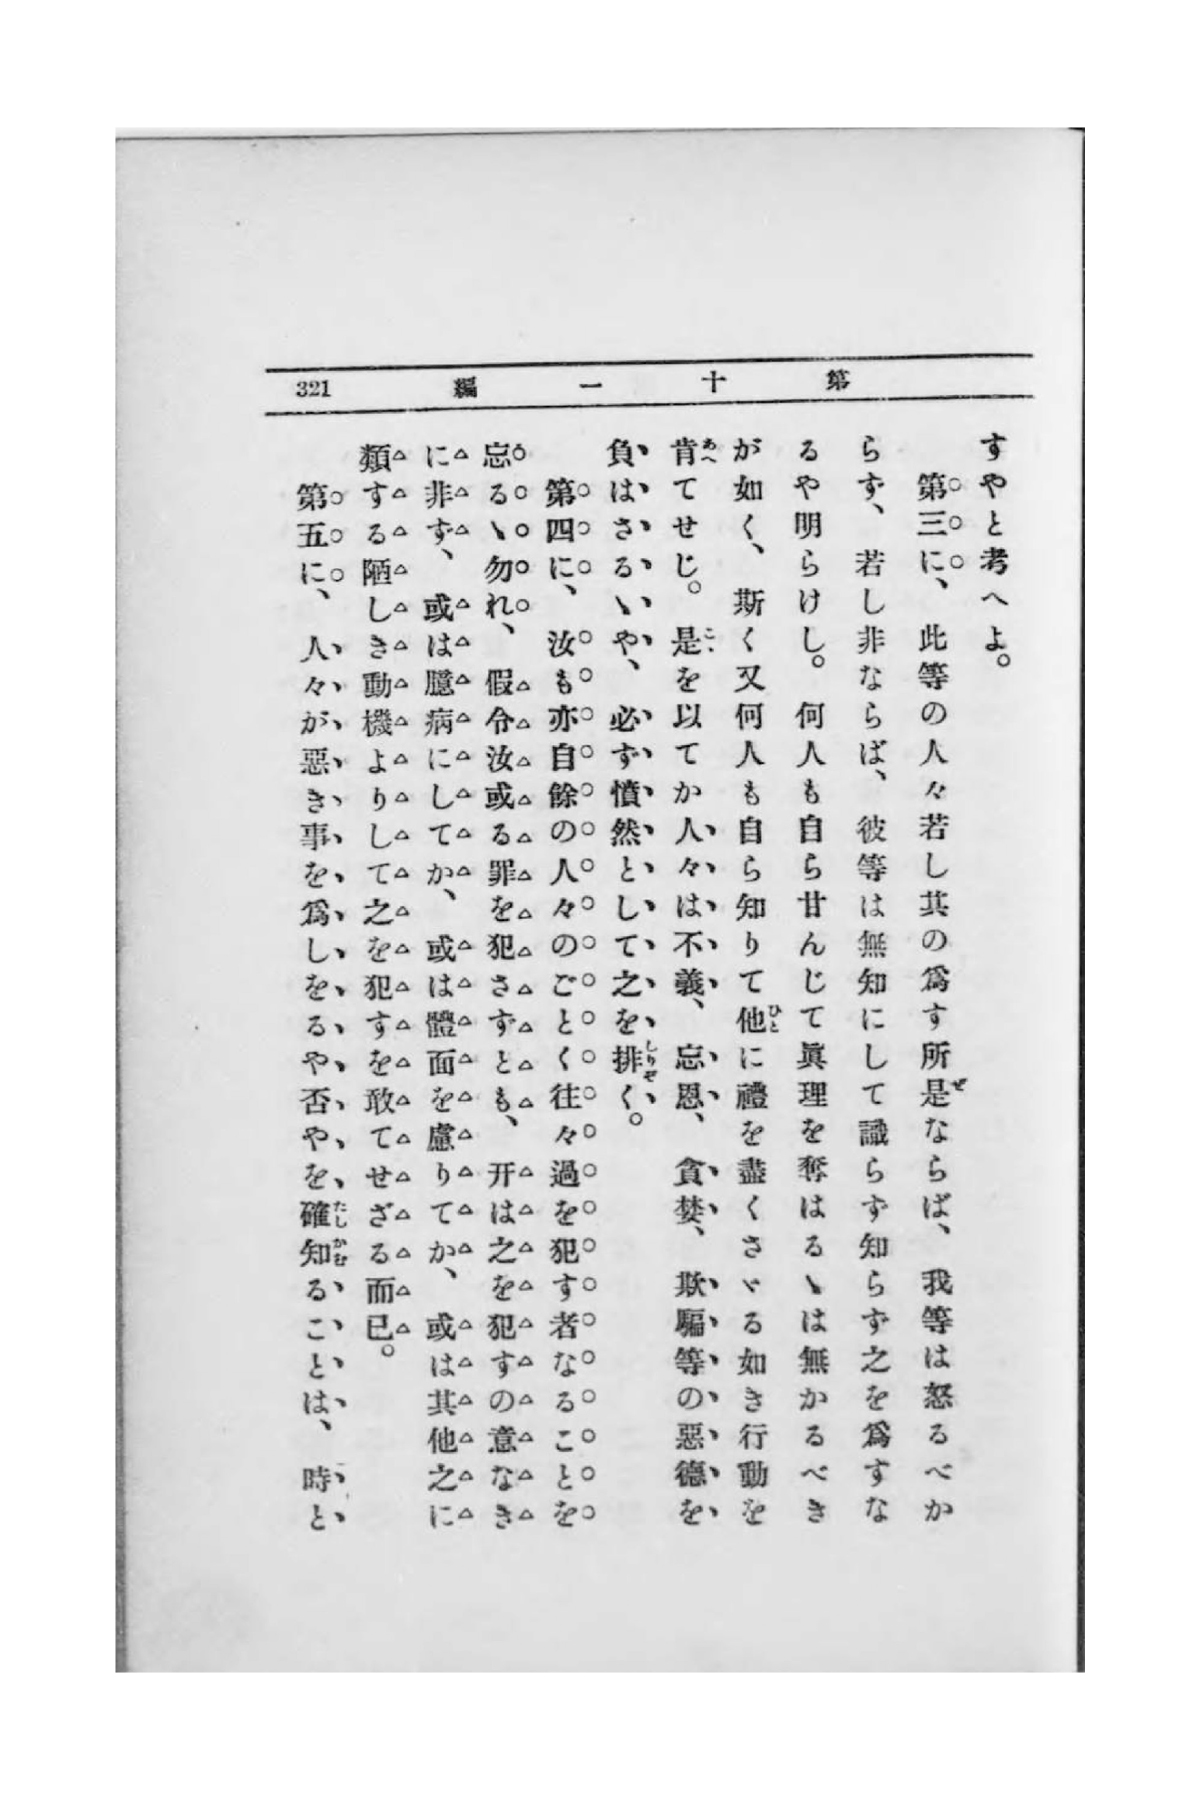 第十一編 321
すやと考へよ。
第三に、此等の人々若し其の爲す所是ならば、我等は怒るべか
らず、若し非ならば、彼等は無知にして識らず知らず之を爲すな
るや明らけし。何人も自ら甘んじて眞理を奪はるゝは無かるべき
が如く、斯く又何人も自ら知りて他に禮を盡くさゞる如き行動を
肯てせじ。是を以てか人々は不義、忘恩、貪婪、欺騙等の惡德を
負はさるゝや、必ず憤然として之を排く。
第四に、汝も亦自餘の人々のごとく往々過を犯す者なることを
忘るゝ勿れ、假令汝或る罪を犯さずとも、开は之を犯すの意なき
に非ず、或は臆病にしてか、或は體面を慮りてか、或は其他之に
類する陋しき動機よりして之を犯すを敢てせざる而已。
第五に、人々が惡き事を爲しをるや否やを確知ることは、時と